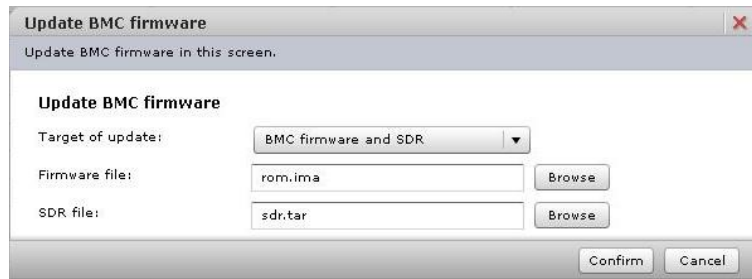 Update BMC firmware
Update BMC firmware in this screen.
Update BMC firmware
Target of update: BMC firmware and SDR
Firmware file: rom.ima Browse
SDR file: sdr.tar Browse
Confirm Cancel